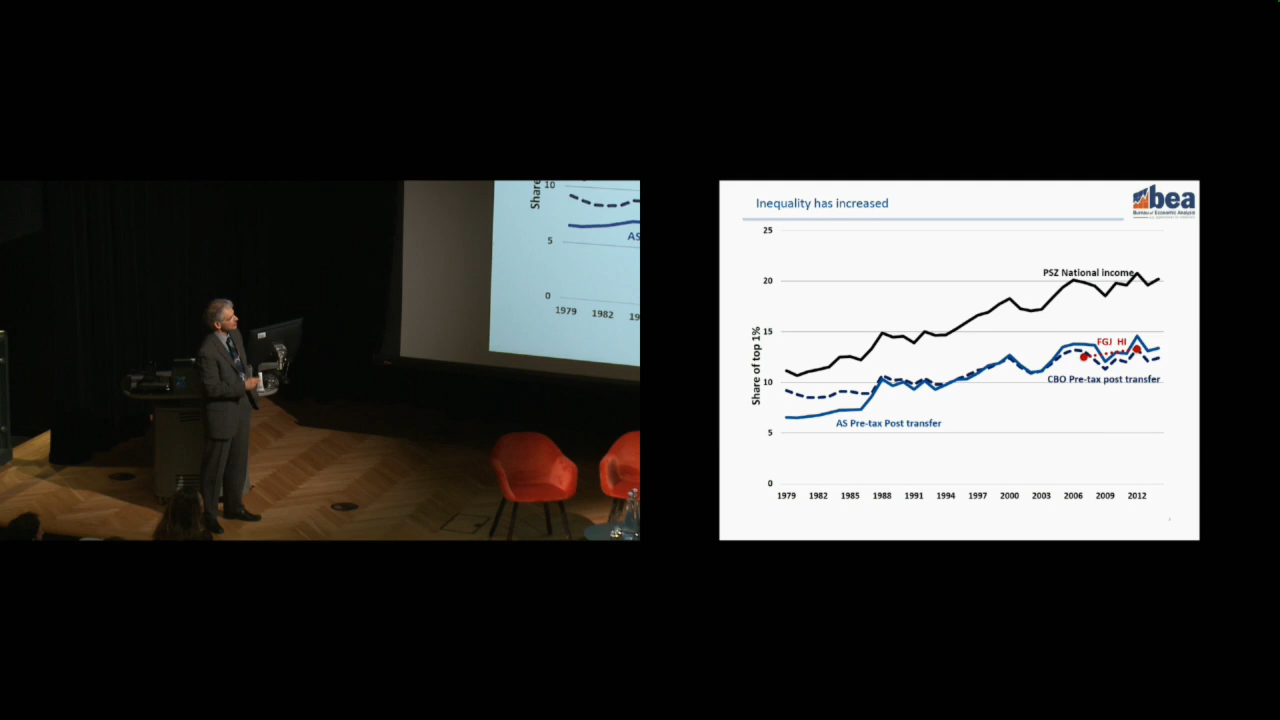 Share
10
5
0
1979 1982 19
AS
Inequality has increased
bea
Bureau of Economic Analysis
25
20
15
10
5
0
Share of top 1%
PSZ National income
FGJ HI
CBO Pre-tax post transfer
AS Pre-tax Post transfer
1979 1982 1985 1988 1991 1994 1997 2000 2003 2006 2009 2012